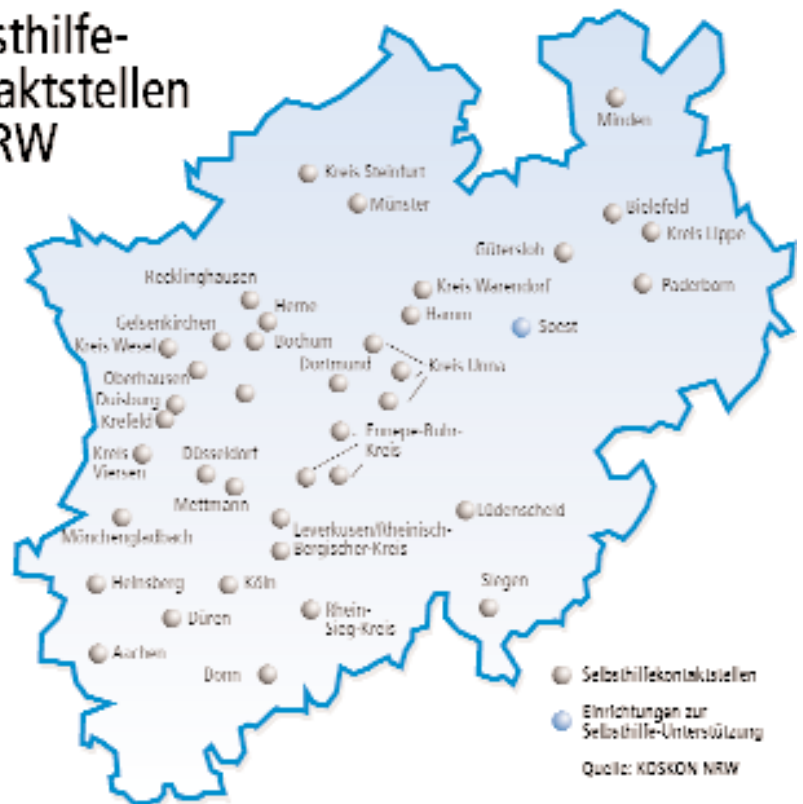 sthilfe-
aktstellen
RW
Minden
Kreis Steinfurt
Münster
Bielefeld
Kreis Lippe
Gütersloh
Paderborn
Recklinghausen
Kreis Warendorf
Herne
Hamm
Gelsenkirchen
Soest
Kreis Wesel
Bochum
Dortmund
Kreis Unna
Oberhausen
Duisburg
Krefeld
Ennepe-Ruhr-
Kreis
Kreis
Viersen
Düsseldorf
Mettmann
Lüdenscheid
Mönchengladbach
Leverkusen/Rheinisch-
Bergischer-Kreis
Heinsberg
Köln
Siegen
Düren
Rhein-
Sieg-Kreis
Aachen
Bonn
Selbsthilfekontaktstellen
Einrichtungen zur
Selbsthilfe-Unterstützung
Quelle: KOSKON NRW